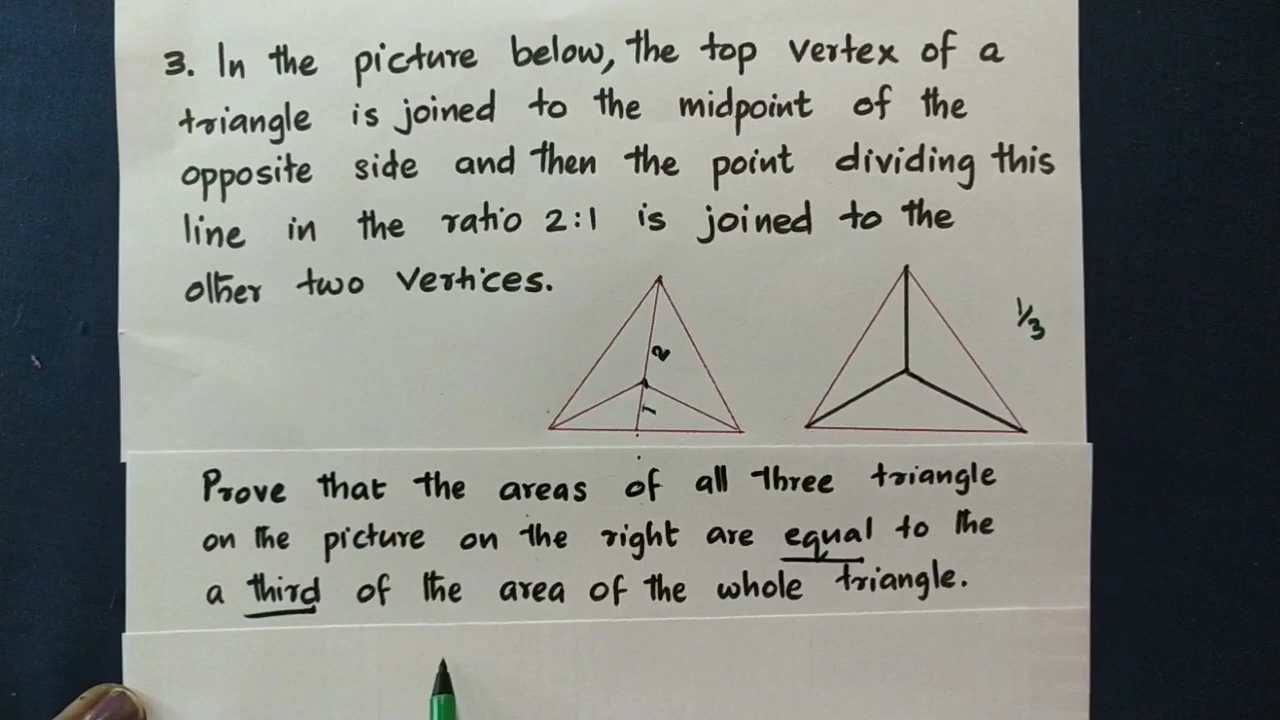 3. In the picture below, the top vertex of a
triangle is joined to the midpoint of the
opposite side and then the point dividing this
line in the ratio 2:1 is joined to the
other two vertices.
2
1
1/3
Prove that the areas of all three triangle
on the picture on the right are equal to the
a third of the area of the whole triangle.